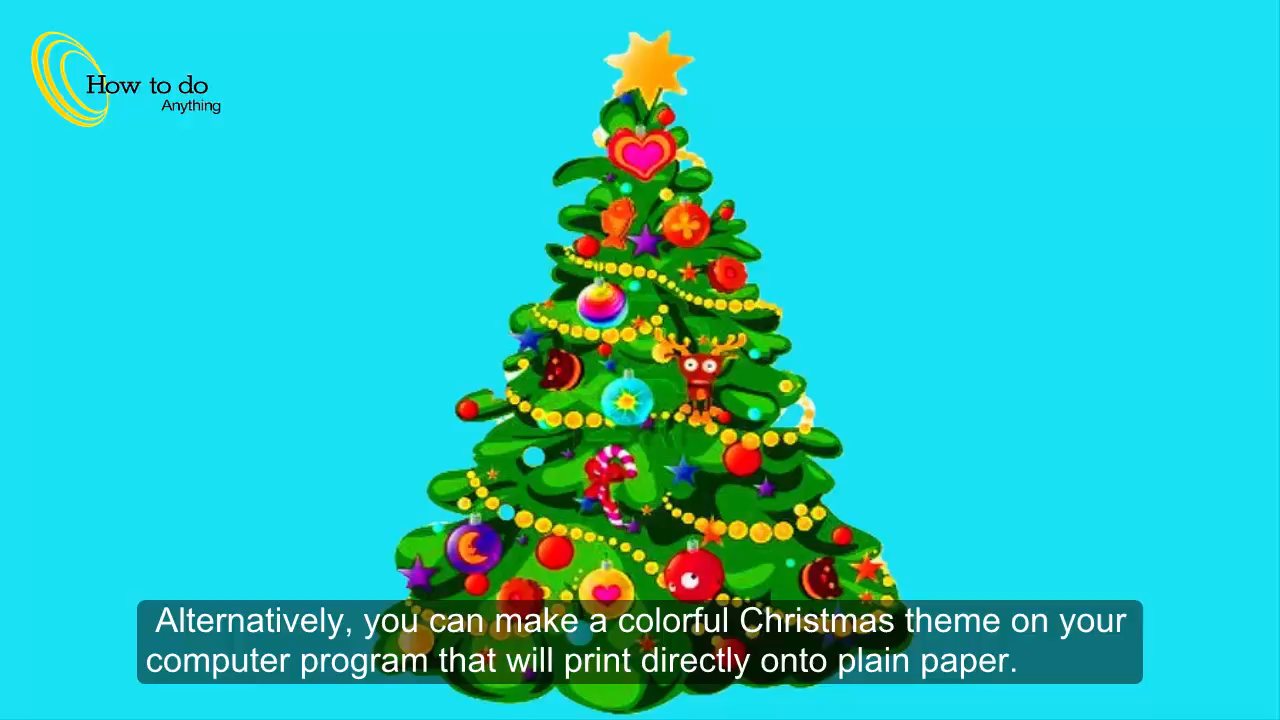 How to do
Anything
Alternatively, you can make a colorful Christmas theme on your
computer program that will print directly onto plain paper.